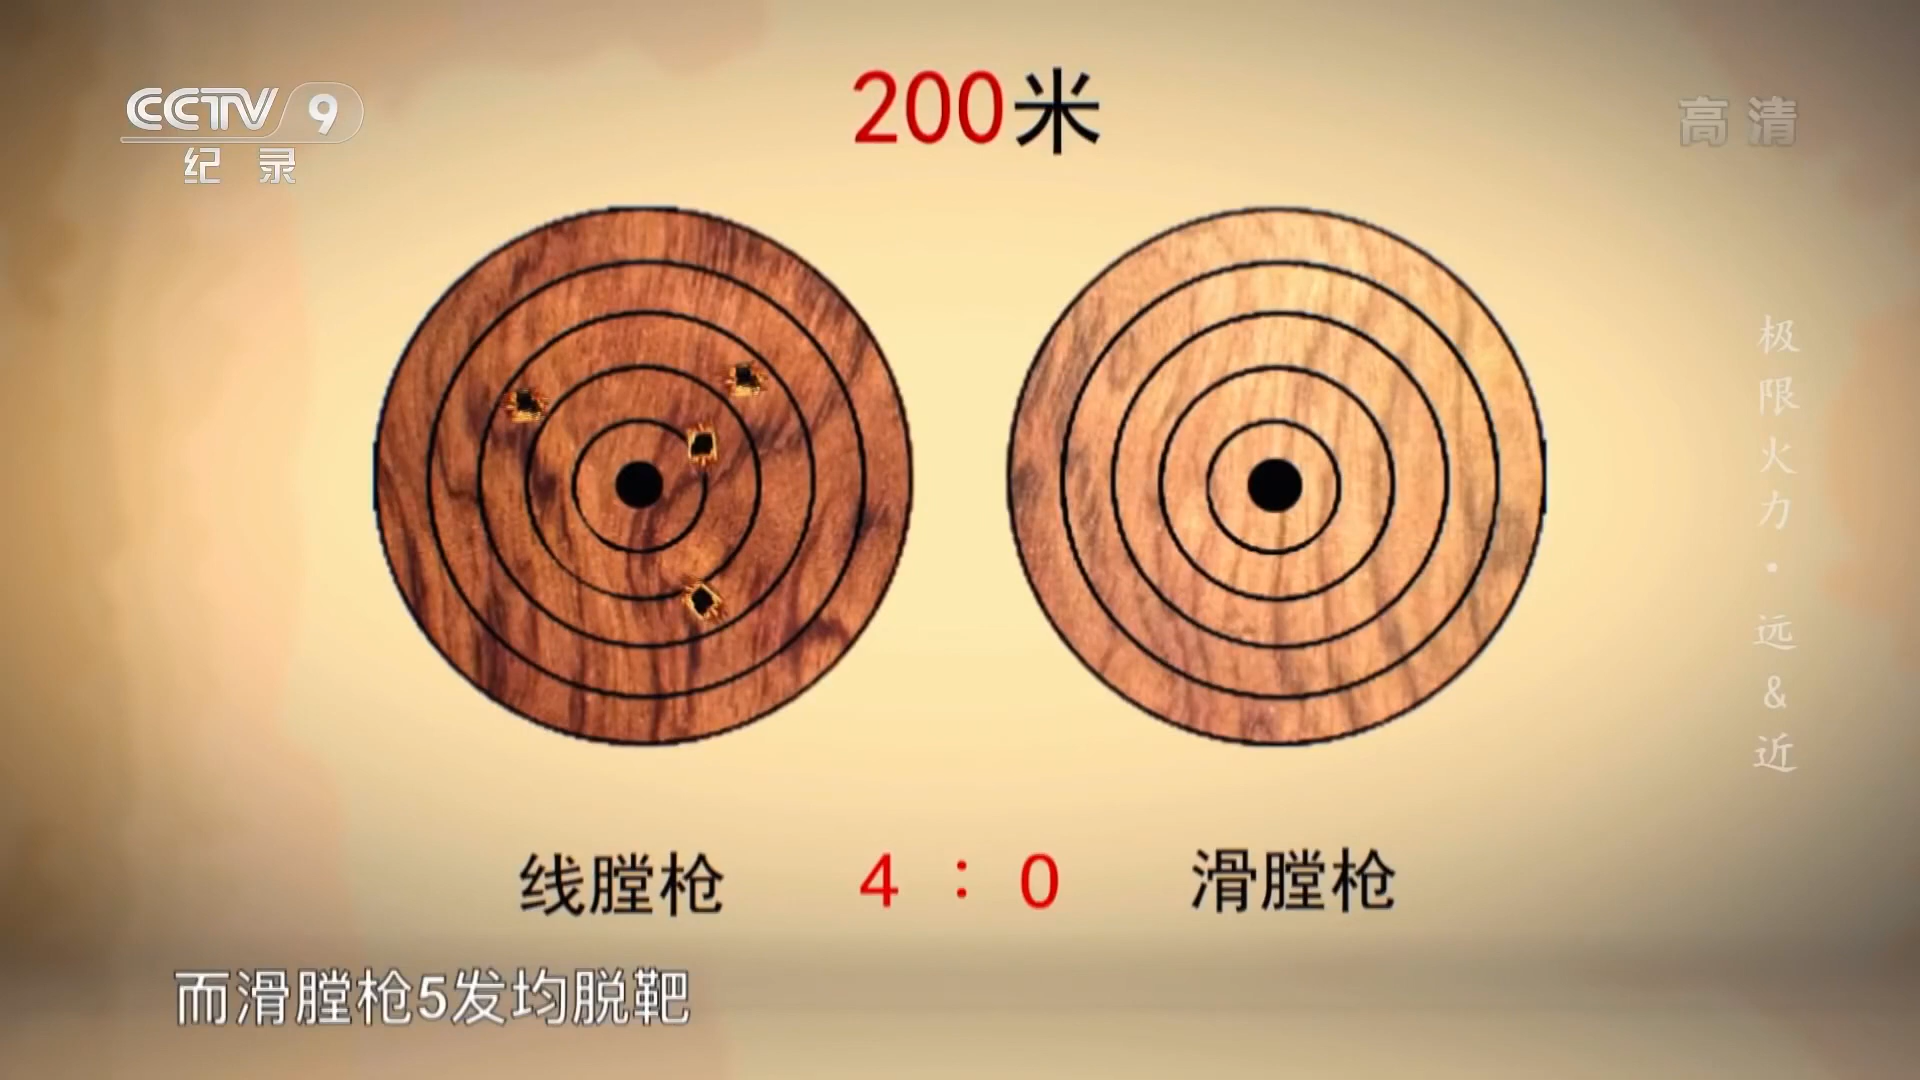 CCTV 9
纪录
高清
200米
极限火力·远&近
线膛枪 4:0 滑膛枪
而滑膛枪5发均脱靶